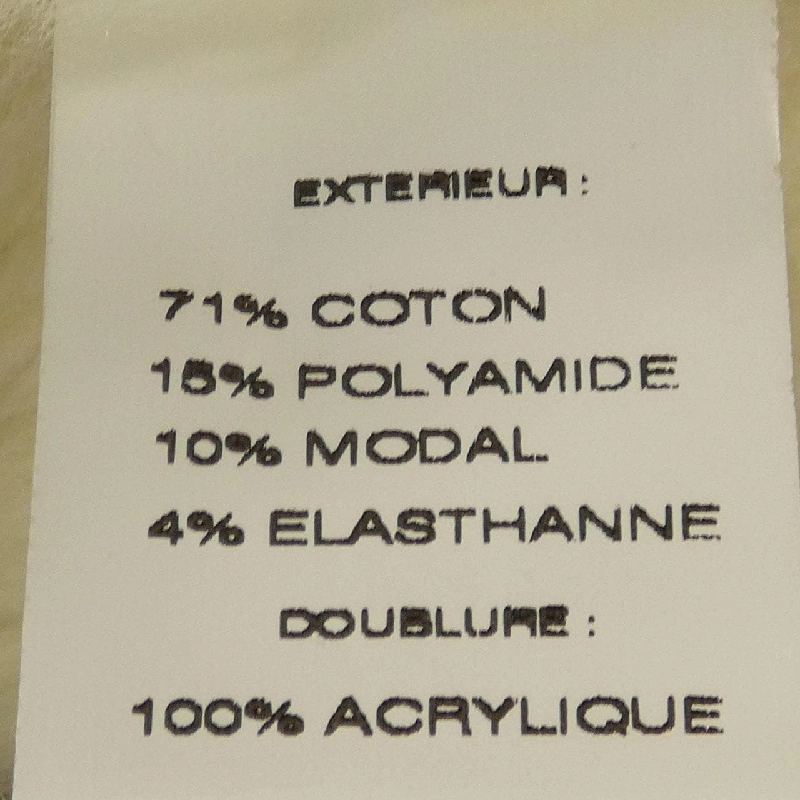 EXTERIEUR :
71% COTON
15% POLYAMIDE
10% MODAL
4% ELASTHANNE
DOUBLURE :
100% ACRYLIQUE